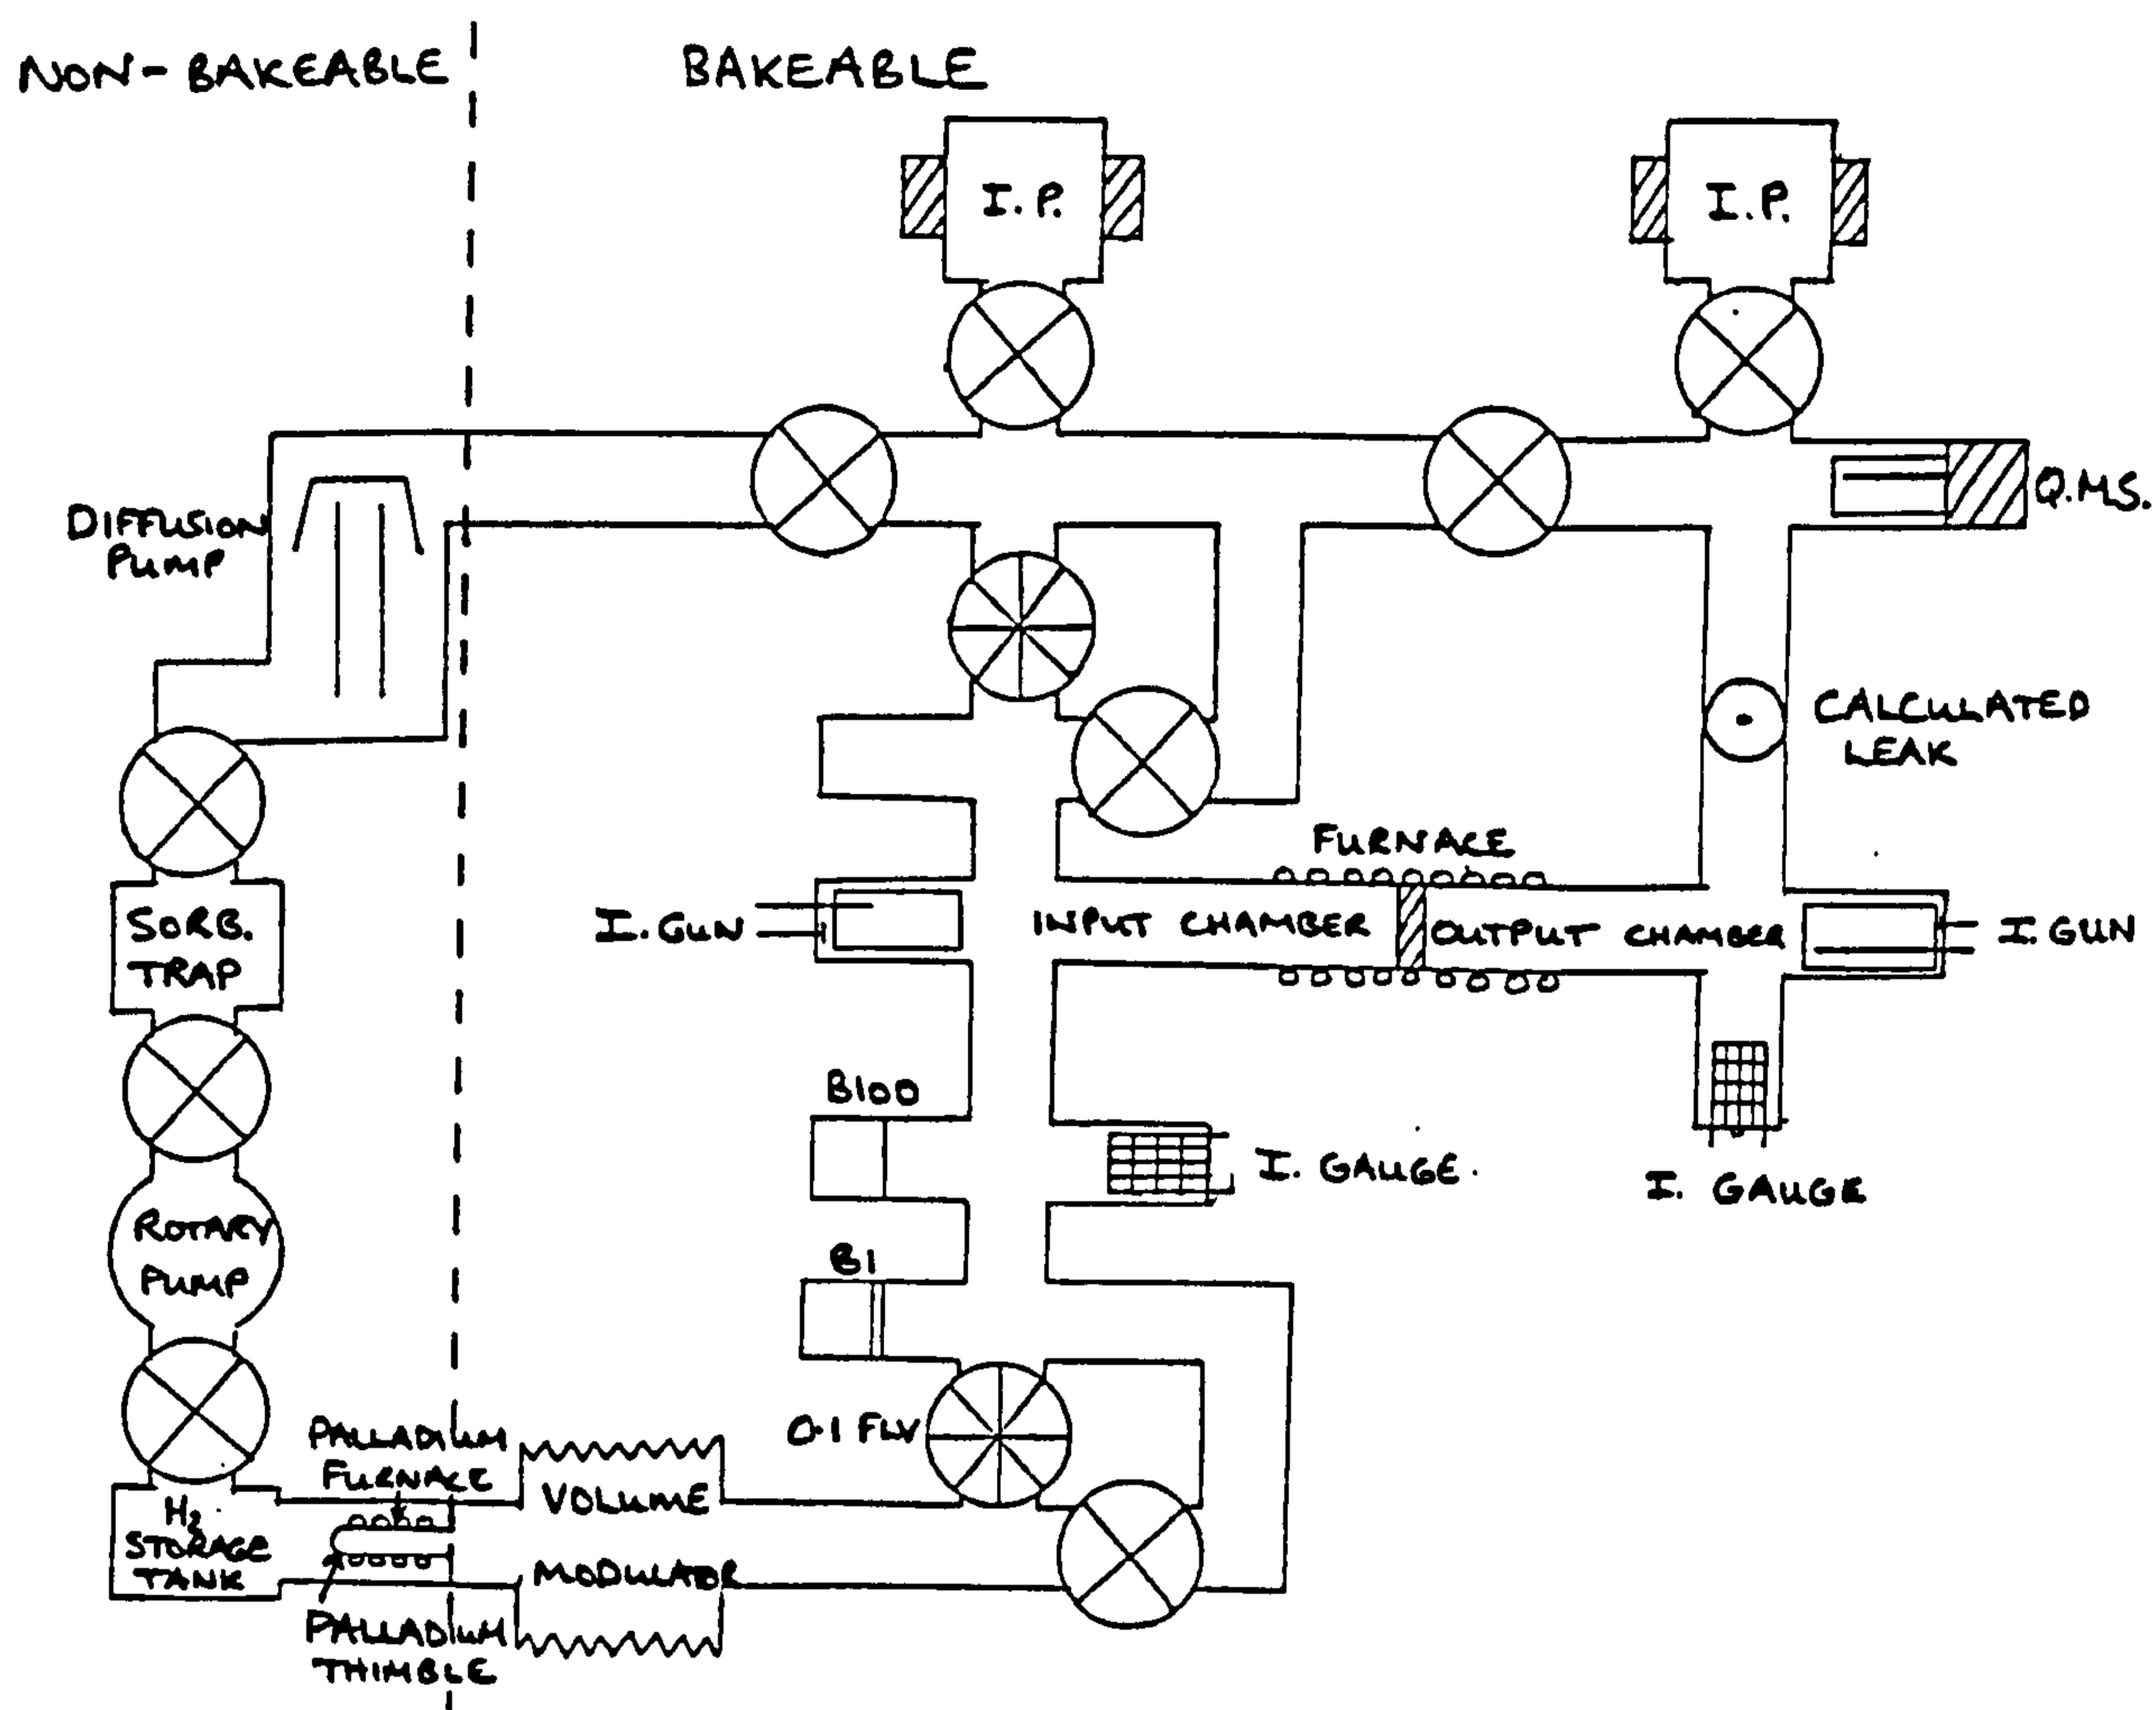 NON-BAKEABLE
BAKEABLE
I.P.
I.P.
DIFFUSION
PUMP
Q.M.S.
CALCULATED
LEAK
FURNACE
SORB.
TRAP
I. GUN
INPUT CHAMBER
OUTPUT CHAMBER
I. GUN
B100
I. GAUGE.
I. GAUGE
ROTARY
PUMP
B1
0.1 FLV
PALLADIUM
FURNACE
VOLUME
MODULATOR
H2
STORAGE
TANK
PALLADIUM
THIMBLE